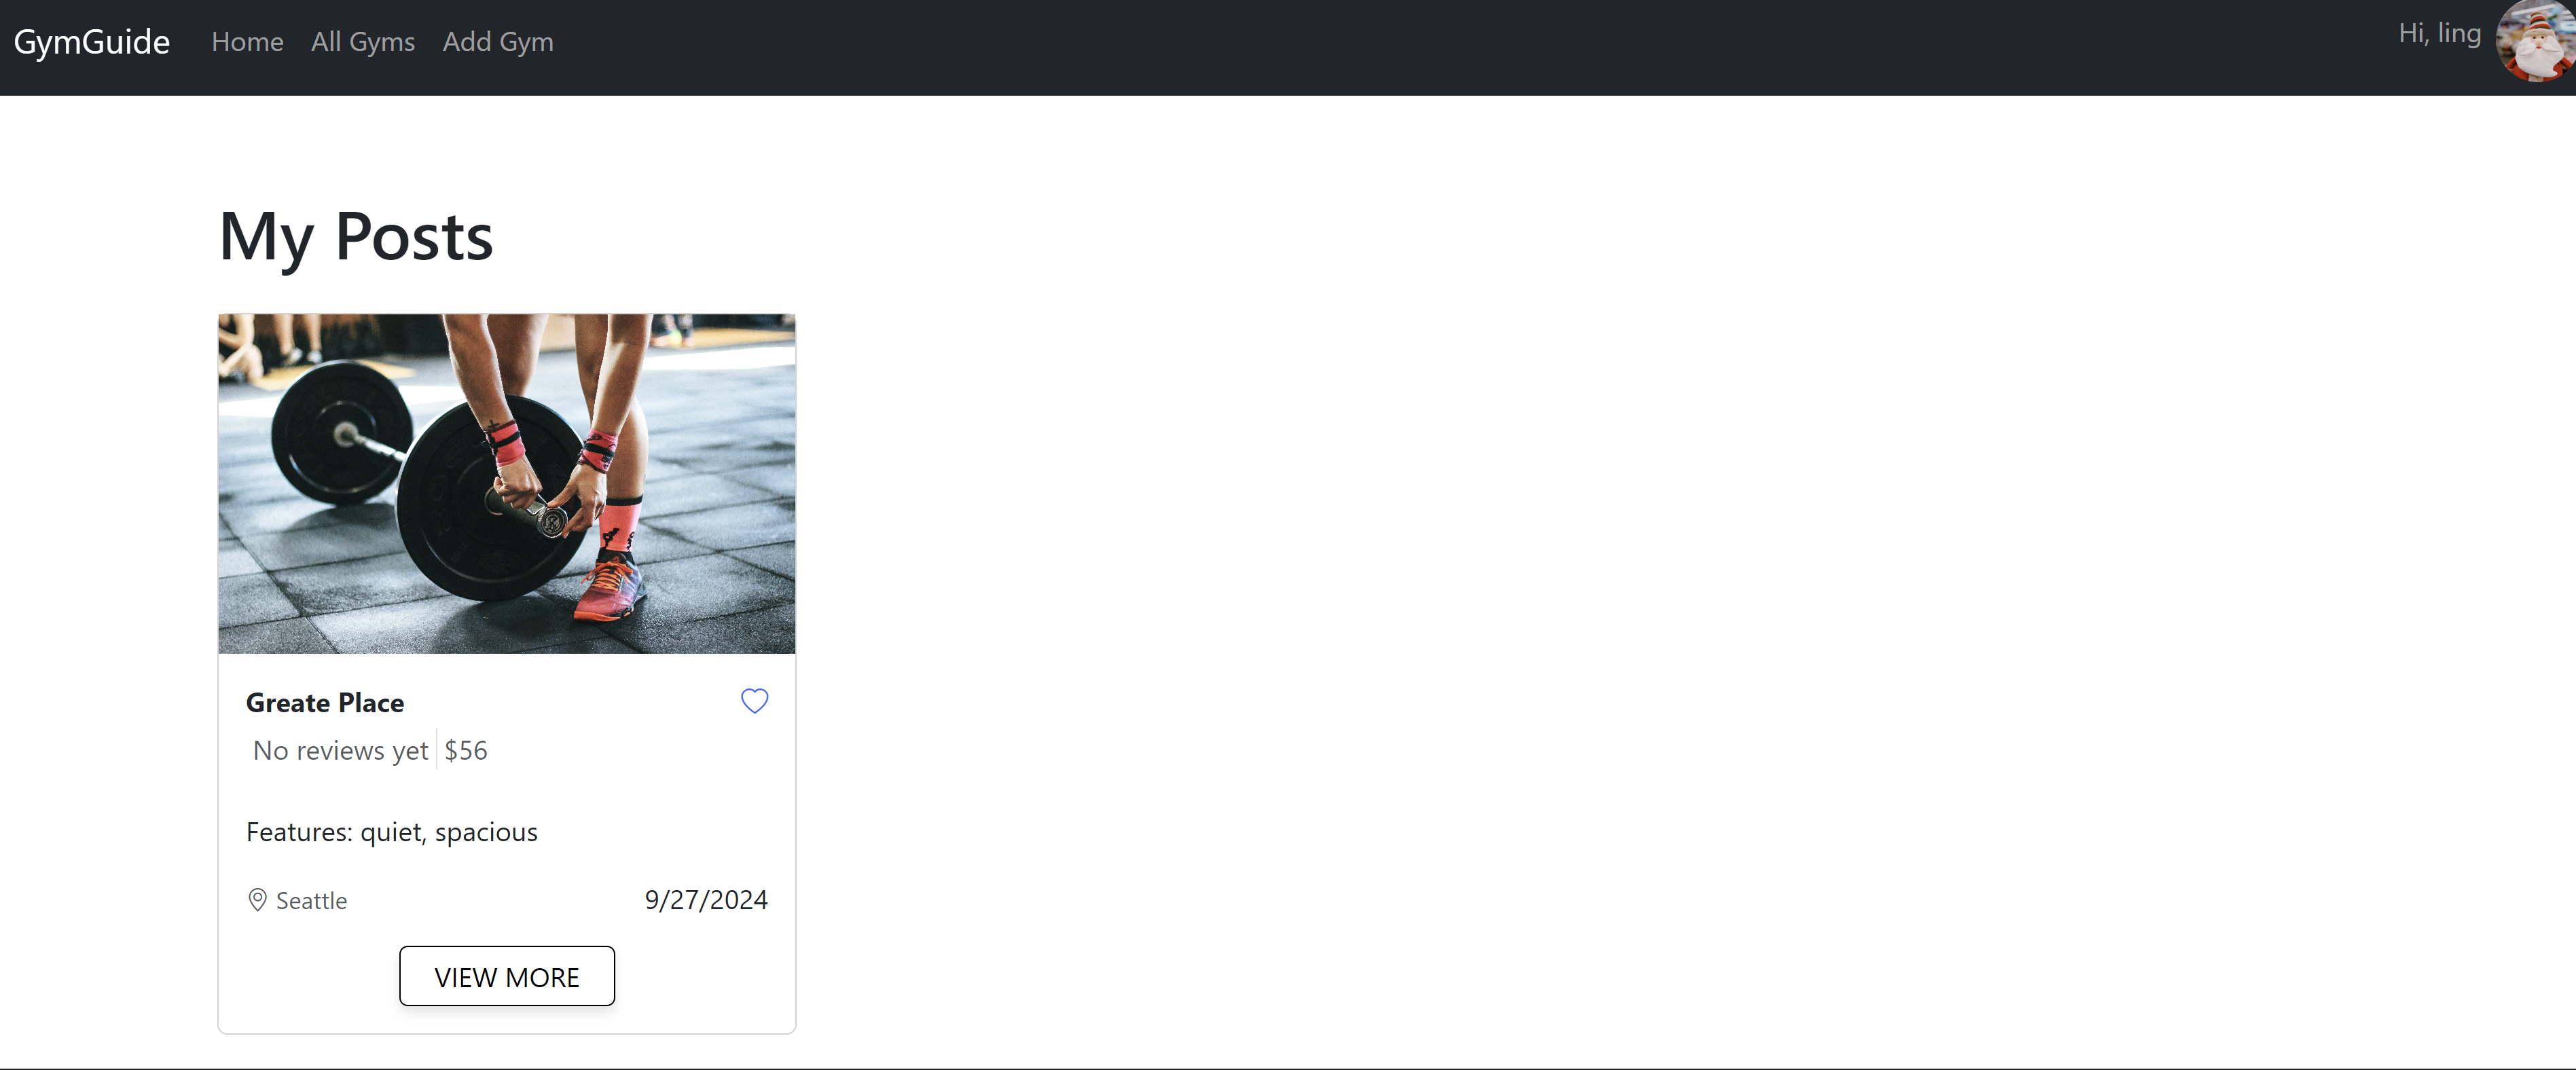 GymGuide Home All Gyms Add Gym Hi, ling
My Posts
Greate Place
No reviews yet $56
Features: quiet, spacious
Seattle 9/27/2024
VIEW MORE